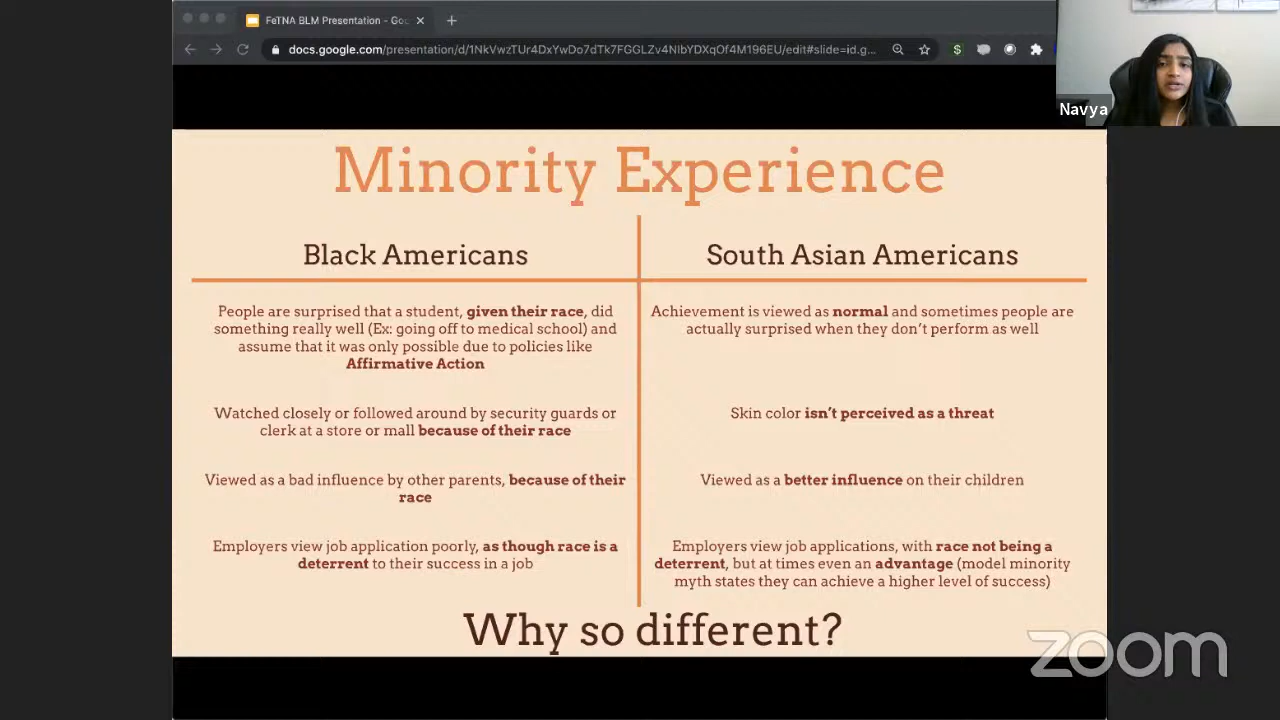 FeTNA BLM Presentation - Goo
docs.google.com/presentation/d/1NkVwzTUr4DxYwDo7dTk7FGGLZv4NIbYDXqOf4M196EU/edit#slide=id.g...
Navya
Minority Experience
Black Americans
South Asian Americans
People are surprised that a student, given their race, did
something really well (Ex: going off to medical school) and
assume that it was only possible due to policies like
Affirmative Action
Achievement is viewed as normal and sometimes people are
actually surprised when they don't perform as well
Watched closely or followed around by security guards or
clerk at a store or mall because of their race
Skin color isn't perceived as a threat
Viewed as a bad influence by other parents, because of their
race
Viewed as a better influence on their children
Employers view job application poorly, as though race is a
deterrent to their success in a job
Employers view job applications, with race not being a
deterrent, but at times even an advantage (model minority
myth states they can achieve a higher level of success)
Why so different?
zoom